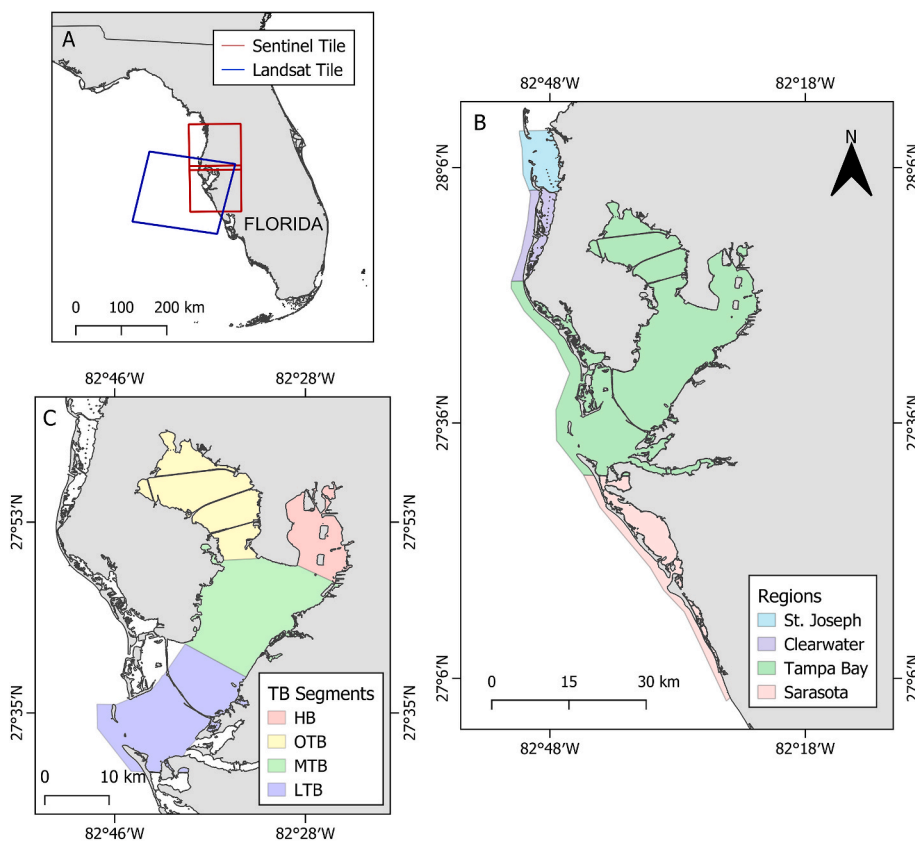 A
Sentinel Tile
Landsat Tile
FLORIDA
0 100 200 km
B
82°48'W 82°18'W
28°6'N
28°6'N
27°36'N
27°36'N
27°6'N
27°6'N
N
Regions
St. Joseph
Clearwater
Tampa Bay
Sarasota
0 15 30 km
82°48'W 82°18'W
82°46'W 82°28'W
C
27°53'N
27°53'N
27°35'N
27°35'N
TB Segments
HB
OTB
MTB
LTB
0 10 km
82°46'W 82°28'W